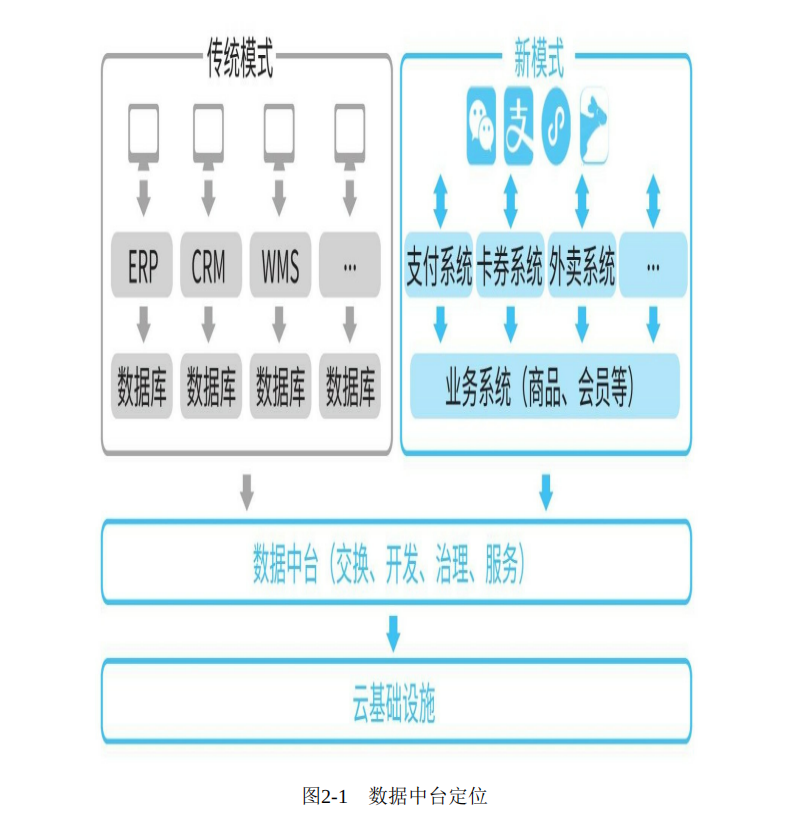 传统模式
新模式
支
ERP CRM WMS ...
支付系统 卡券系统 外卖系统 ...
数据库 数据库 数据库 数据库
业务系统（商品、会员等）
数据中台（交换、开发、治理、服务）
云基础设施
图2-1 数据中台定位